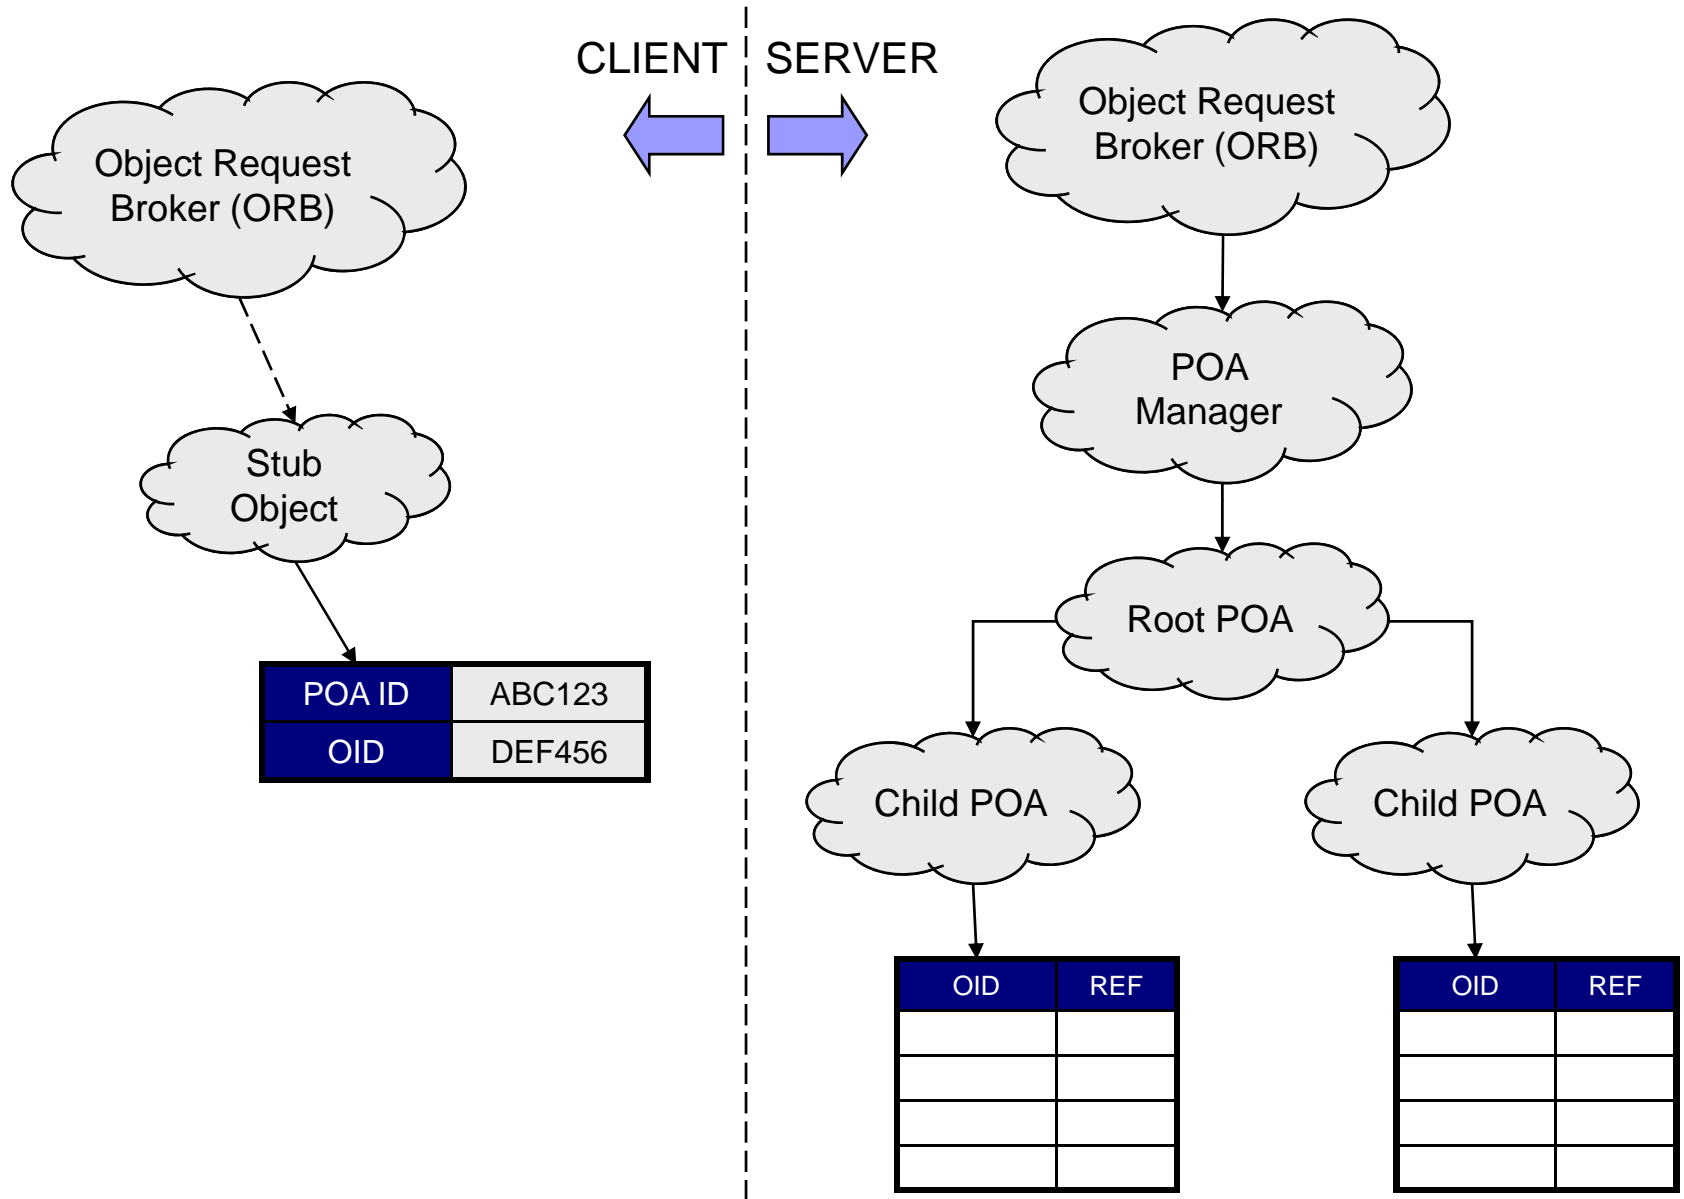 CLIENT
SERVER
Object Request
Broker (ORB)
Stub
Object
POA ID
ABC123
OID
DEF456
Object Request
Broker (ORB)
POA
Manager
Root POA
Child POA
Child POA
OID
REF
OID
REF